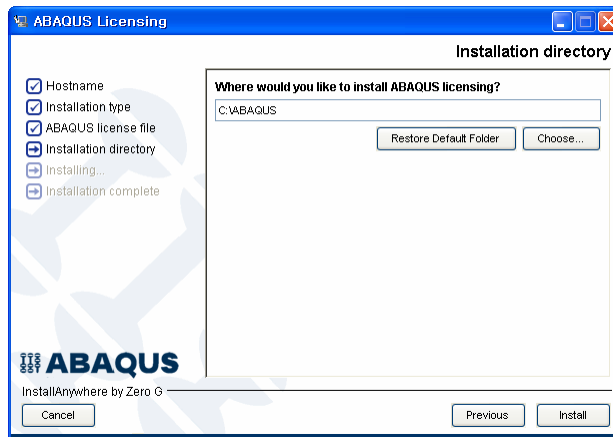 ABAQUS Licensing
Installation directory
Hostname
Installation type
ABAQUS license file
Installation directory
Installing...
Installation complete
Where would you like to install ABAQUS licensing?
C:\ABAQUS
Restore Default Folder
Choose...
ABAQUS
InstallAnywhere by Zero G
Cancel
Previous
Install